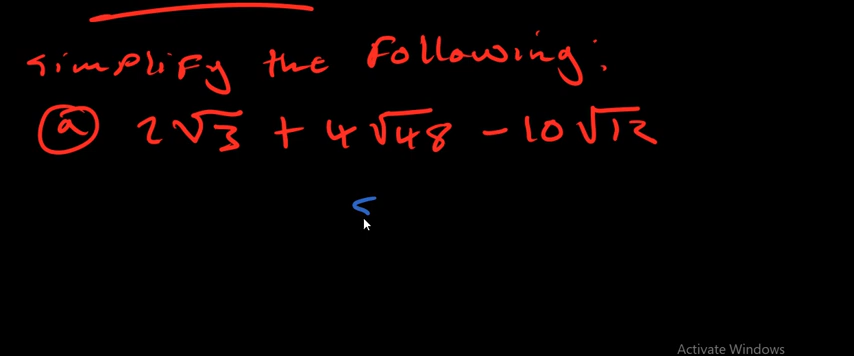 Simplify the following:
(a) 2√3 + 4√48 - 10√12
Activate Windows